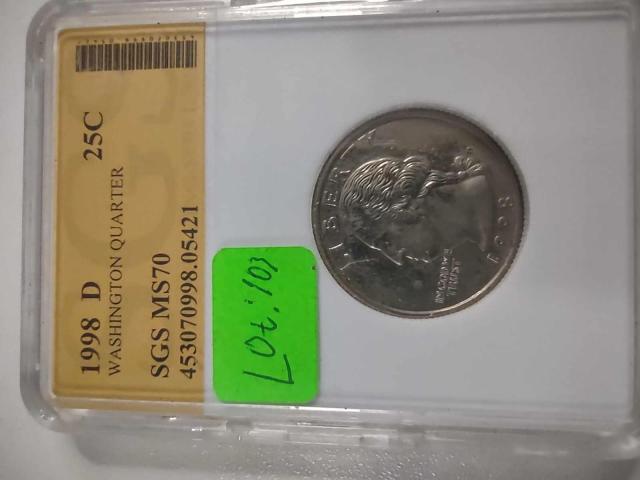 1998 D 25C
WASHINGTON QUARTER
SGS MS70
453070998.05421
Lot: 103
LIBERTY
IN GOD WE
TRUST
1998